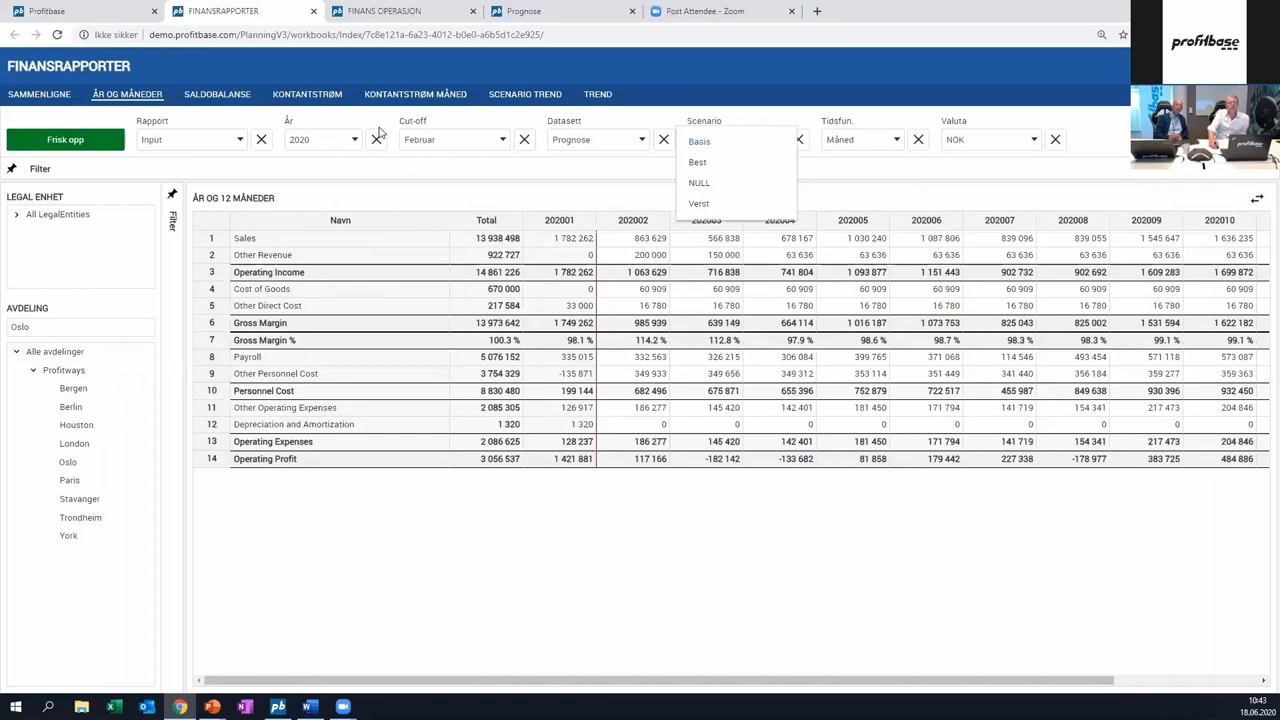 Profitbase
FINANSRAPPORTER
FINANS OPERASJON
Prognose
Post Attendee - Zoom
Ikke sikker
demo.profitbase.com/PlanningV3/workbooks/Index/7c8e121a-6a23-4012-b0e0-a6b5d1c2e925/
profitbase
FINANSRAPPORTER
SAMMENLIGNE ÅR OG MÅNEDER SALDOBALANSE KONTANTSTRØM KONTANTSTRØM MÅNED SCENARIO TREND TREND
Rapport År Cut-off Datasett Scenario Tidsfun. Valuta
Frisk opp Input 2020 Februar Prognose Måned NOK
Basis
Best
NULL
Verst
Filter
LEGAL ENHET
All LegalEntities
Filter
AVDELING
Oslo
Alle avdelinger
Profitways
Bergen
Berlin
Houston
London
Oslo
Paris
Stavanger
Trondheim
York
ÅR OG 12 MÅNEDER
Navn Total 202001 202002 202003 202004 202005 202006 202007 202008 202009 202010
1 Sales 13 938 498 1 782 262 863 629 566 838 678 167 1 030 240 1 087 806 839 096 839 055 1 545 647 1 636 235
2 Other Revenue 922 727 0 200 000 150 000 63 636 63 636 63 636 63 636 63 636 63 636 63 636
3 Operating Income 14 861 226 1 782 262 1 063 629 716 838 741 804 1 093 877 1 151 443 902 732 902 692 1 609 283 1 699 872
4 Cost of Goods 670 000 0 60 909 60 909 60 909 60 909 60 909 60 909 60 909 60 909 60 909
5 Other Direct Cost 217 584 33 000 16 780 16 780 16 780 16 780 16 780 16 780 16 780 16 780 16 780
6 Gross Margin 13 973 642 1 749 262 985 939 639 149 664 114 1 016 187 1 073 753 825 043 825 002 1 531 594 1 622 182
7 Gross Margin % 100.3 % 98.1 % 114.2 % 112.8 % 97.9 % 98.6 % 98.7 % 98.3 % 98.3 % 99.1 % 99.1 %
8 Payroll 5 076 152 335 015 332 563 326 215 306 084 399 765 371 068 114 546 493 454 571 118 573 087
9 Other Personnel Cost 3 754 329 -135 871 349 933 349 656 349 312 353 114 351 449 341 440 356 184 359 277 359 363
10 Personnel Cost 8 830 480 199 144 682 496 675 871 655 396 752 879 722 517 455 987 849 638 930 396 932 450
11 Other Operating Expenses 2 085 305 126 917 186 277 145 420 142 401 181 450 171 794 141 719 154 341 217 473 204 846
12 Depreciation and Amortization 1 320 1 320 0 0 0 0 0 0 0 0 0
13 Operating Expenses 2 086 625 128 237 186 277 145 420 142 401 181 450 171 794 141 719 154 341 217 473 204 846
14 Operating Profit 3 056 537 1 421 881 117 166 -182 142 -133 682 81 858 179 442 227 338 -178 977 383 725 484 886
10:43
18.06.2020